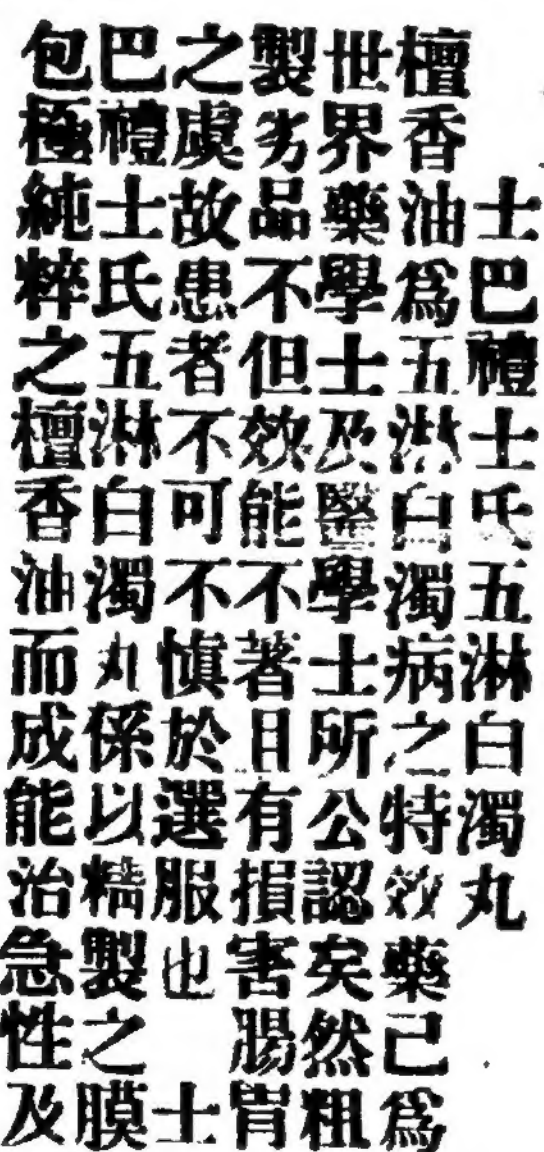 士巴禮士氏五淋白濁丸
檀香油爲五淋白濁病之特效藥己爲
世界藥學士及醫學士所公認矣然粗
製劣品不但效能不著且有損害腸胃
之虞故患者不可不慎於選服也　士
巴禮士氏五淋白濁丸係以精製之膜
包極純粹之檀香油而成能治急性及